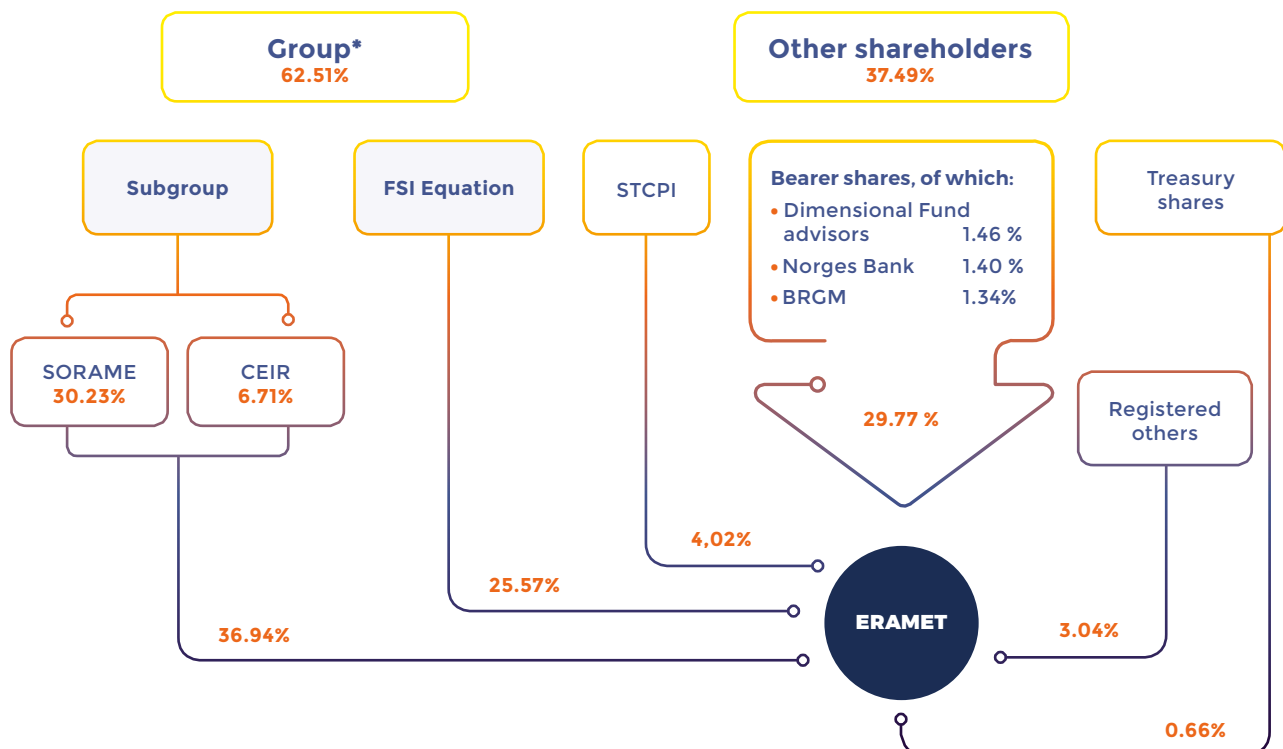 Group*
62.51%
Other shareholders
37.49%
Subgroup
FSI Equation
STCPI
Bearer shares, of which:
• Dimensional Fund
advisors 1.46 %
• Norges Bank 1.40 %
• BRGM 1.34%
Treasury
shares
SORAME
30.23%
CEIR
6.71%
29.77 %
Registered
others
4,02%
25.57%
36.94%
ERAMET
3.04%
0.66%